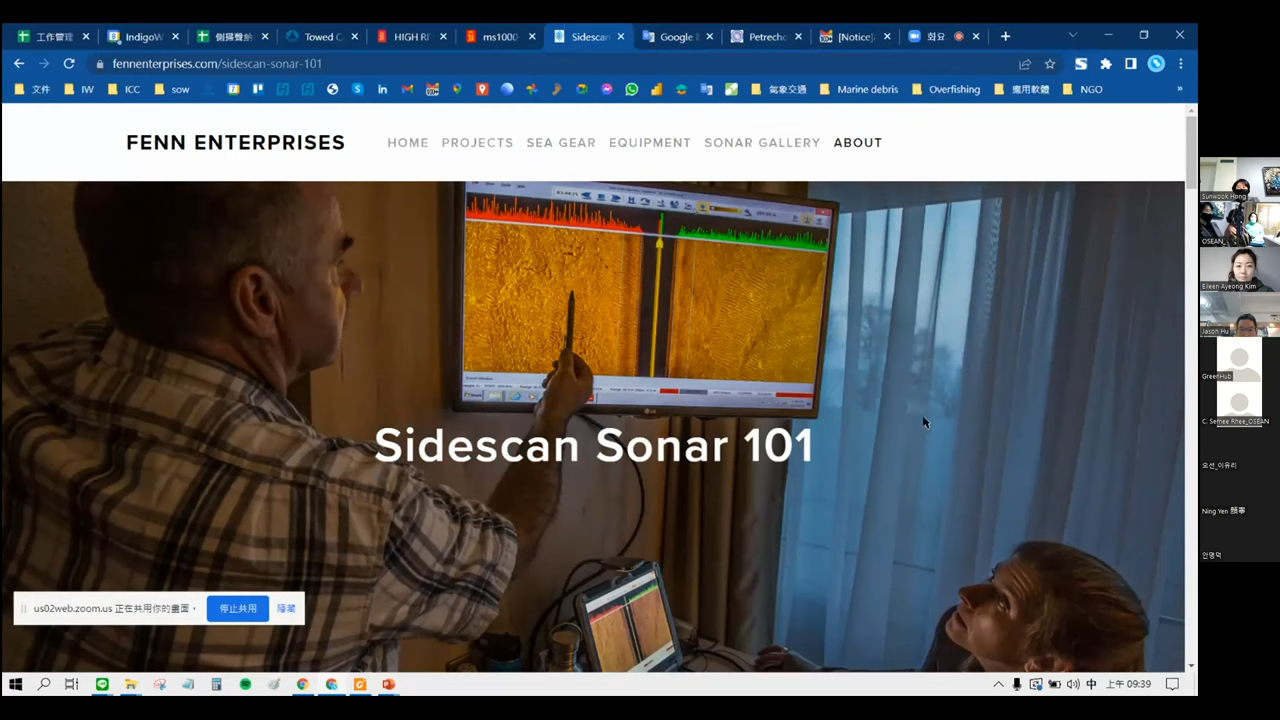 工作管理
IndigoW
側掃聲納
Towed C
HIGH RI
ms1000
Sidescan
Google
Petrecho
[Notice]
화요
fennenterprises.com/sidescan-sonar-101
文件
IW
ICC
sow
氣象交通
Marine debris
Overfishing
應用軟體
NGO
»
FENN ENTERPRISES
HOME PROJECTS SEA GEAR EQUIPMENT SONAR GALLERY ABOUT
Sidescan Sonar 101
LG
us02web.zoom.us 正在共用你的畫面。
停止共用
隱藏
中
上午 09:39
Sunwook Hong
OSEAN_
Eileen Ayeong Kim
Jason Hu
GreenHub
C. Semee Rhee_OSEAN
오션_이유리
Ning Yen 顏寧
안영덕